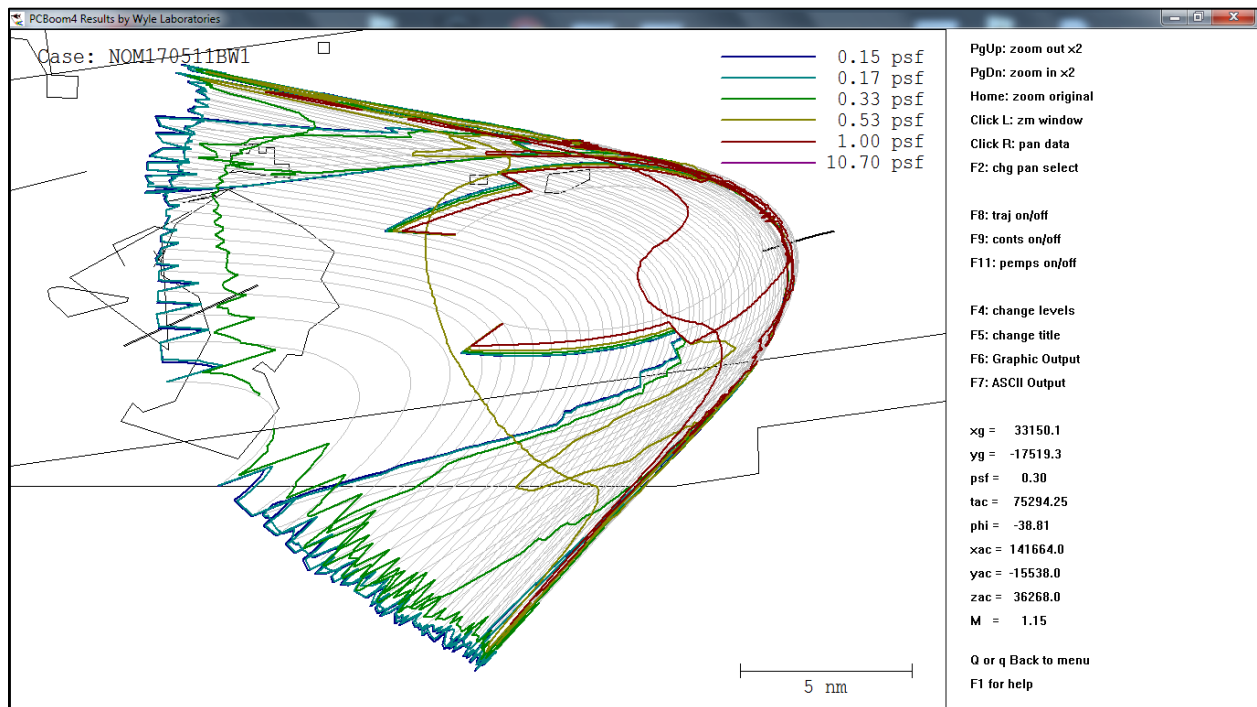 PCBoom4 Results by Wyle Laboratories
Case: NOM170511BW1
0.15 psf
0.17 psf
0.33 psf
0.53 psf
1.00 psf
10.70 psf
5 nm
PgUp: zoom out x2
PgDn: zoom in x2
Home: zoom original
Click L: zm window
Click R: pan data
F2: chg pan select
F8: traj on/off
F9: conts on/off
F11: pemps on/off
F4: change levels
F5: change title
F6: Graphic Output
F7: ASCII Output
xg = 33150.1
yg = -17519.3
psf = 0.30
tac = 75294.25
phi = -38.81
xac = 141664.0
yac = -15538.0
zac = 36268.0
M = 1.15
Q or q Back to menu
F1 for help